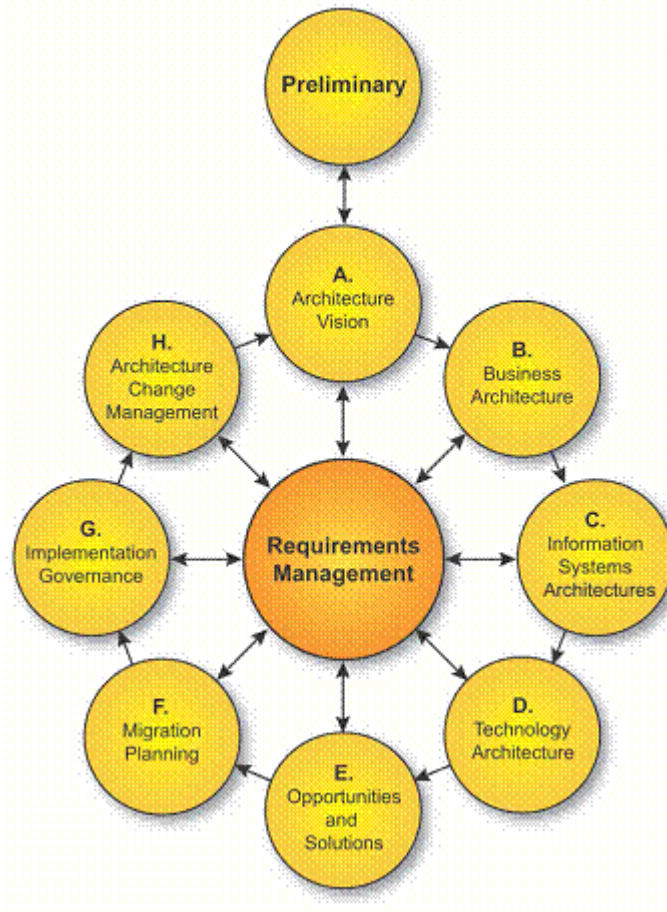 Preliminary
A.
Architecture
Vision
B.
Business
Architecture
C.
Information
Systems
Architectures
D.
Technology
Architecture
E.
Opportunities
and
Solutions
F.
Migration
Planning
G.
Implementation
Governance
H.
Architecture
Change
Management
Requirements
Management